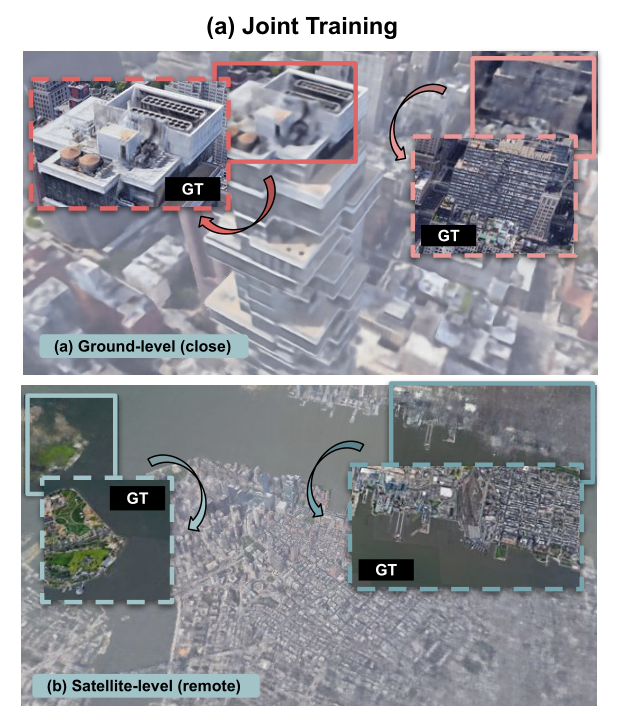 (a) Joint Training
GT
GT
(a) Ground-level (close)
GT
GT
(b) Satellite-level (remote)